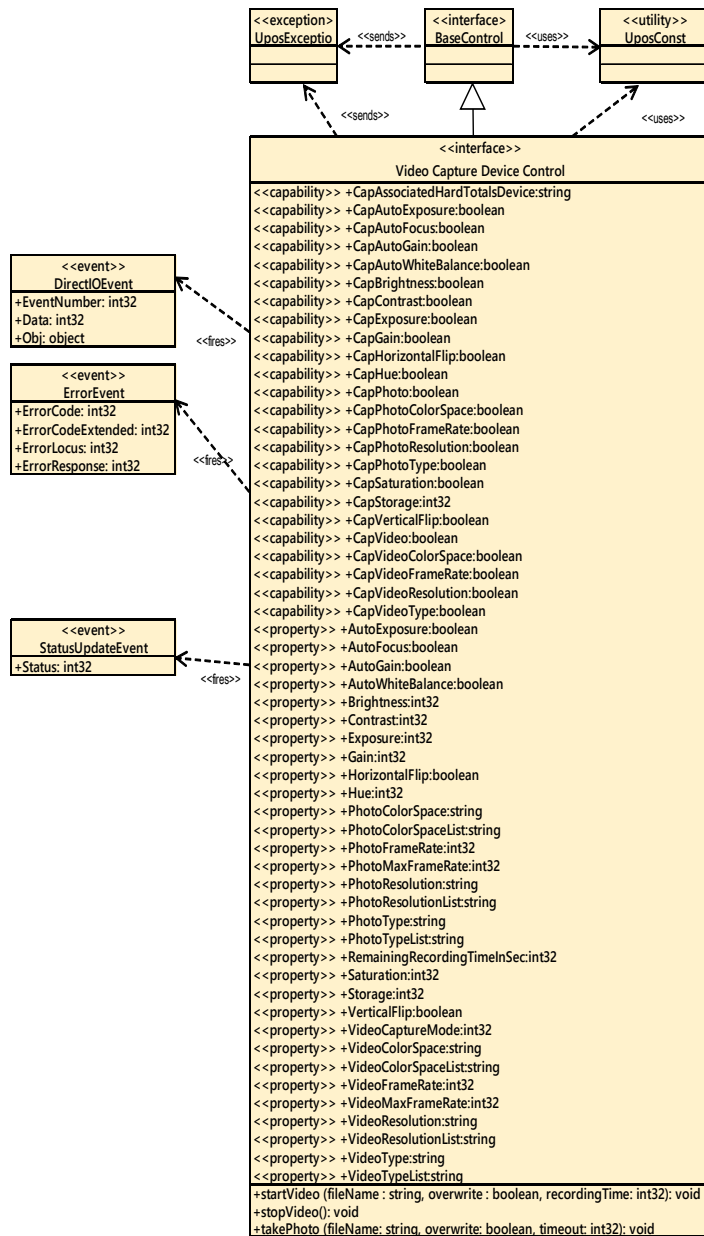 <<exception>>
UposExceptio
<<sends>>
<<interface>>
BaseControl
<<uses>>
<<utility>>
UposConst
<<sends>>
<<uses>>
<<interface>>
Video Capture Device Control
<<capability>> +CapAssociatedHardTotalsDevice:string
<<capability>> +CapAutoExposure:boolean
<<capability>> +CapAutoFocus:boolean
<<capability>> +CapAutoGain:boolean
<<capability>> +CapAutoWhiteBalance:boolean
<<capability>> +CapBrightness:boolean
<<capability>> +CapContrast:boolean
<<capability>> +CapExposure:boolean
<<capability>> +CapGain:boolean
<<capability>> +CapHorizontalFlip:boolean
<<capability>> +CapHue:boolean
<<capability>> +CapPhoto:boolean
<<capability>> +CapPhotoColorSpace:boolean
<<capability>> +CapPhotoFrameRate:boolean
<<capability>> +CapPhotoResolution:boolean
<<capability>> +CapPhotoType:boolean
<<capability>> +CapSaturation:boolean
<<capability>> +CapStorage:int32
<<capability>> +CapVerticalFlip:boolean
<<capability>> +CapVideo:boolean
<<capability>> +CapVideoColorSpace:boolean
<<capability>> +CapVideoFrameRate:boolean
<<capability>> +CapVideoResolution:boolean
<<capability>> +CapVideoType:boolean
<<property>> +AutoExposure:boolean
<<property>> +AutoFocus:boolean
<<property>> +AutoGain:boolean
<<property>> +AutoWhiteBalance:boolean
<<property>> +Brightness:int32
<<property>> +Contrast:int32
<<property>> +Exposure:int32
<<property>> +Gain:int32
<<property>> +HorizontalFlip:boolean
<<property>> +Hue:int32
<<property>> +PhotoColorSpace:string
<<property>> +PhotoColorSpaceList:string
<<property>> +PhotoFrameRate:int32
<<property>> +PhotoMaxFrameRate:int32
<<property>> +PhotoResolution:string
<<property>> +PhotoResolutionList:string
<<property>> +PhotoType:string
<<property>> +PhotoTypeList:string
<<property>> +RemainingRecordingTimeInSec:int32
<<property>> +Saturation:int32
<<property>> +Storage:int32
<<property>> +VerticalFlip:boolean
<<property>> +VideoCaptureMode:int32
<<property>> +VideoColorSpace:string
<<property>> +VideoColorSpaceList:string
<<property>> +VideoFrameRate:int32
<<property>> +VideoMaxFrameRate:int32
<<property>> +VideoResolution:string
<<property>> +VideoResolutionList:string
<<property>> +VideoType:string
<<property>> +VideoTypeList:string
+startVideo (fileName : string, overwrite : boolean, recordingTime: int32): void
+stopVideo(): void
+takePhoto (fileName: string, overwrite: boolean, timeout: int32): void
<<event>>
DirectIOEvent
+EventNumber: int32
+Data: int32
+Obj: object
<<fires>>
<<event>>
ErrorEvent
+ErrorCode: int32
+ErrorCodeExtended: int32
+ErrorLocus: int32
+ErrorResponse: int32
<<fires>>
<<event>>
StatusUpdateEvent
+Status: int32
<<fires>>